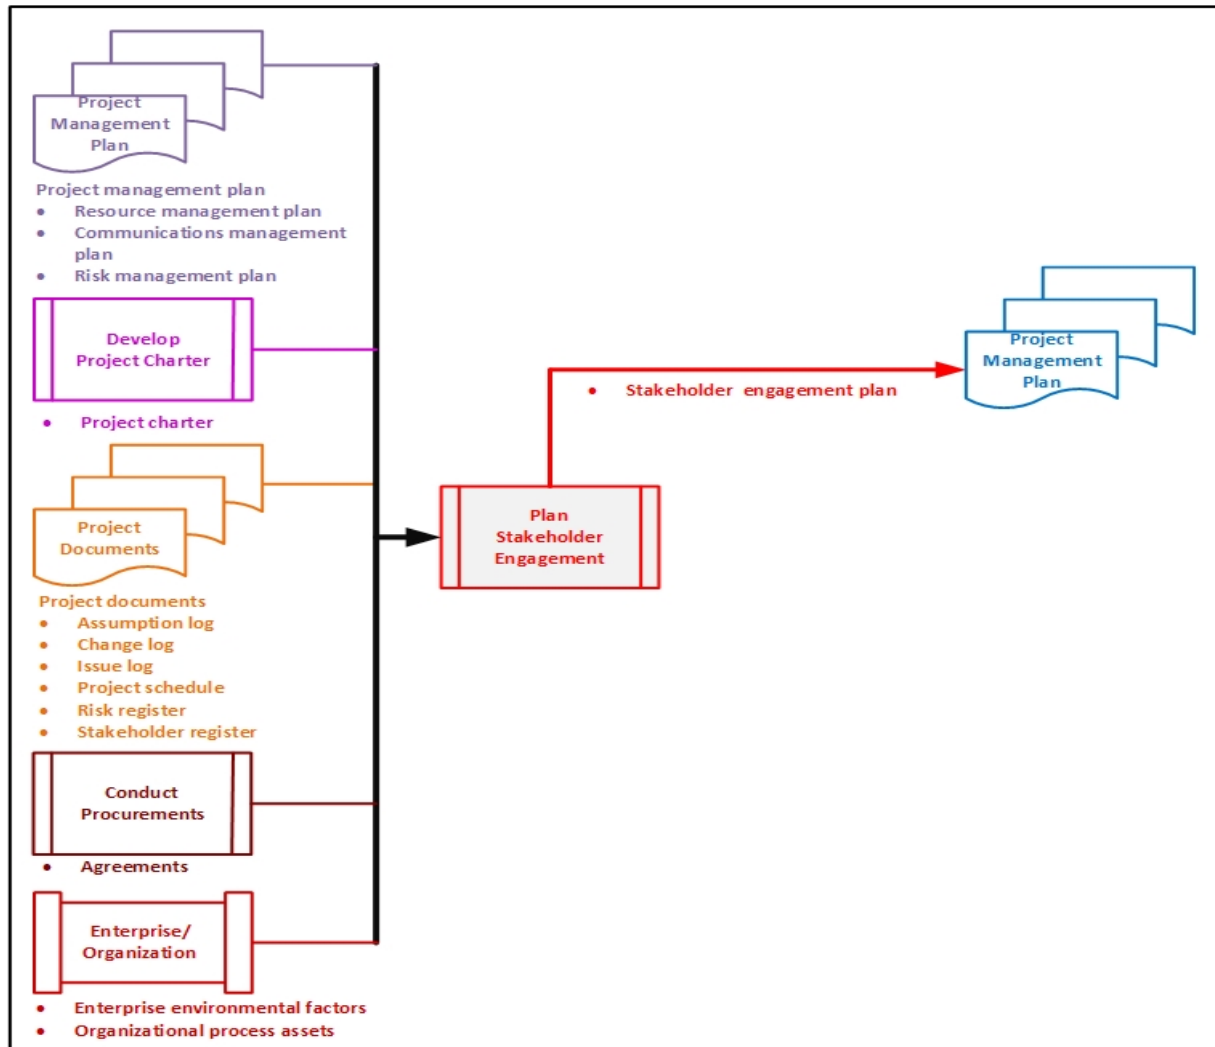 Project
Management
Plan
Project management plan
• Resource management plan
• Communications management
plan
• Risk management plan
Develop
Project Charter
• Project charter
Project
Documents
Project documents
• Assumption log
• Change log
• Issue log
• Project schedule
• Risk register
• Stakeholder register
Conduct
Procurements
• Agreements
Enterprise/
Organization
• Enterprise environmental factors
• Organizational process assets
Plan
Stakeholder
Engagement
• Stakeholder engagement plan
Project
Management
Plan